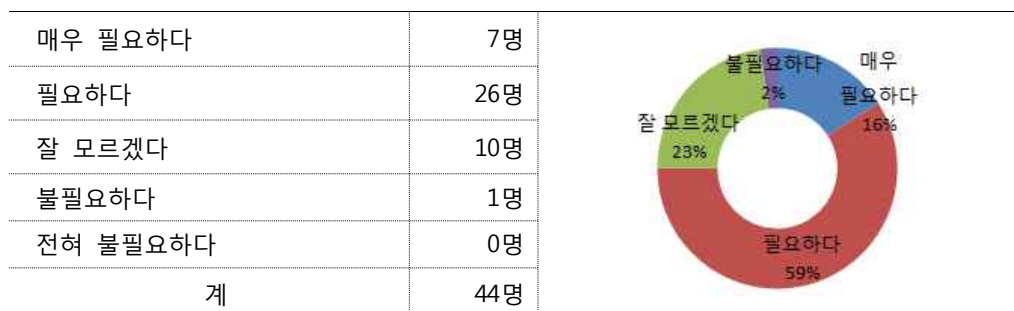 매우 필요하다 7명
필요하다 26명
잘 모르겠다 10명
불필요하다 1명
전혀 불필요하다 0명
계 44명
불필요하다
2%
매우
필요하다
16%
잘 모르겠다
23%
필요하다
59%